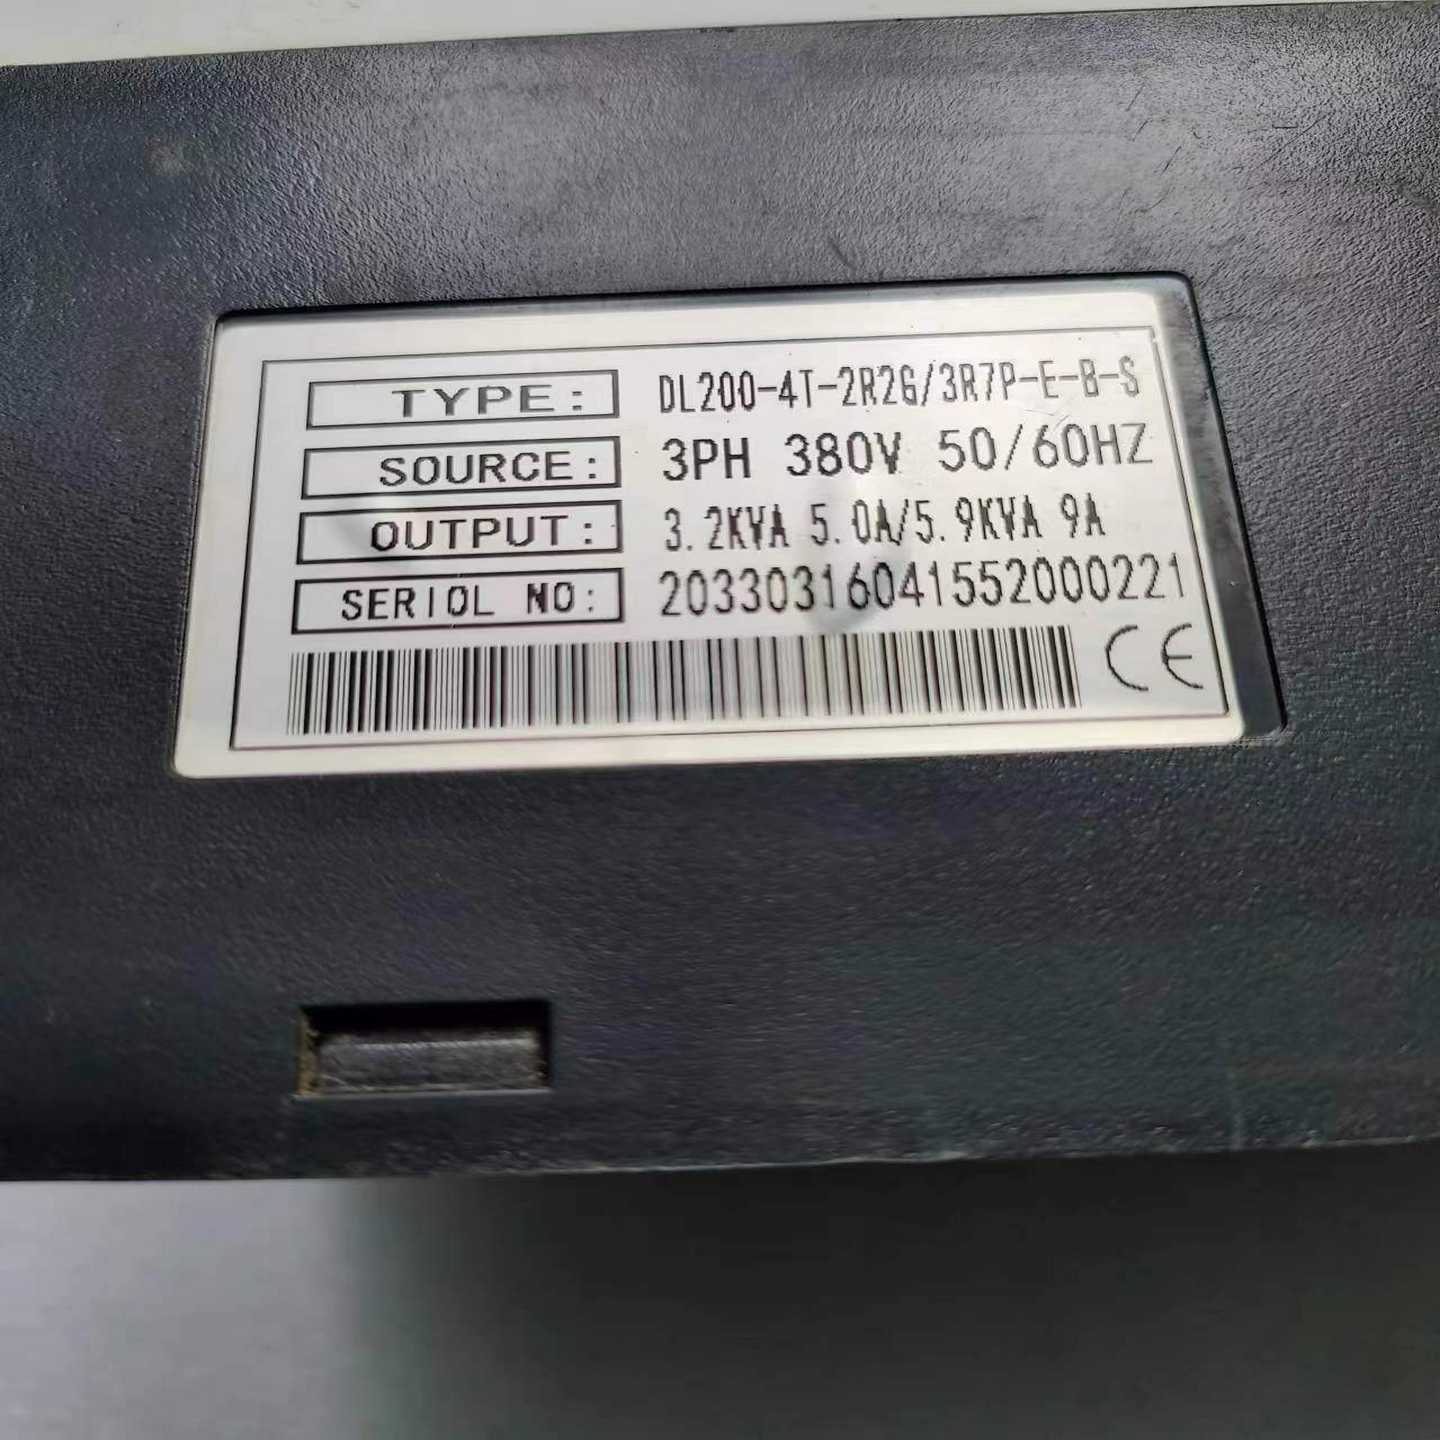 TYPE: DL200-4T-2R2G/3R7P-E-B-S
SOURCE: 3PH 380V 50/60HZ
OUTPUT: 3.2KVA 5.0A/5.9KVA 9A
SERIOL NO: 20330316041552000221
CE